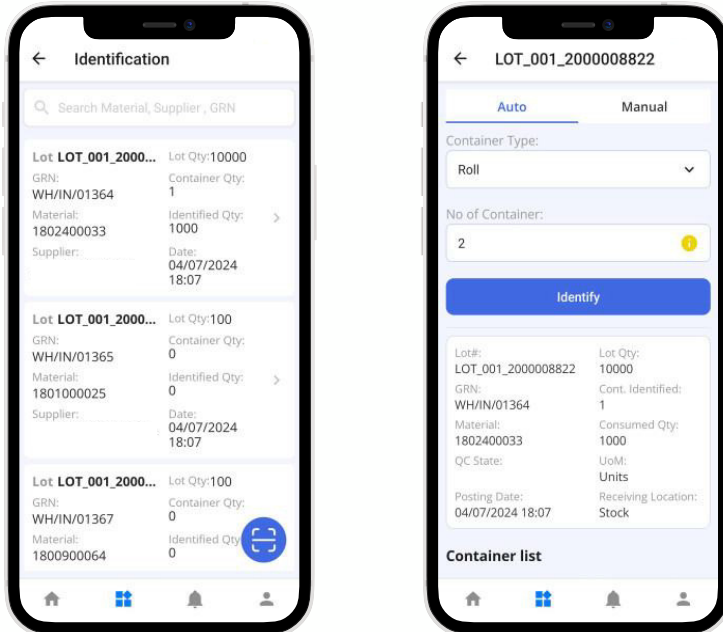 Identification
Search Material, Supplier , GRN
Lot LOT_001_2000... Lot Qty:10000
GRN: Container Qty:
WH/IN/01364 1
Material: Identified Qty:
1802400033 1000
Supplier: Date:
04/07/2024
18:07
Lot LOT_001_2000... Lot Qty:100
GRN: Container Qty:
WH/IN/01365 0
Material: Identified Qty:
1801000025 0
Supplier: Date:
04/07/2024
18:07
Lot LOT_001_2000... Lot Qty:100
GRN: Container Qty:
WH/IN/01367 0
Material: Identified Qty
1800900064 0
LOT_001_2000008822
Auto Manual
Container Type:
Roll
No of Container:
2
Identify
Lot#: Lot Qty:
LOT_001_2000008822 10000
GRN: Cont. Identified:
WH/IN/01364 1
Material: Consumed Qty:
1802400033 1000
QC State: UoM:
Units
Posting Date: Receiving Location:
04/07/2024 18:07 Stock
Container list